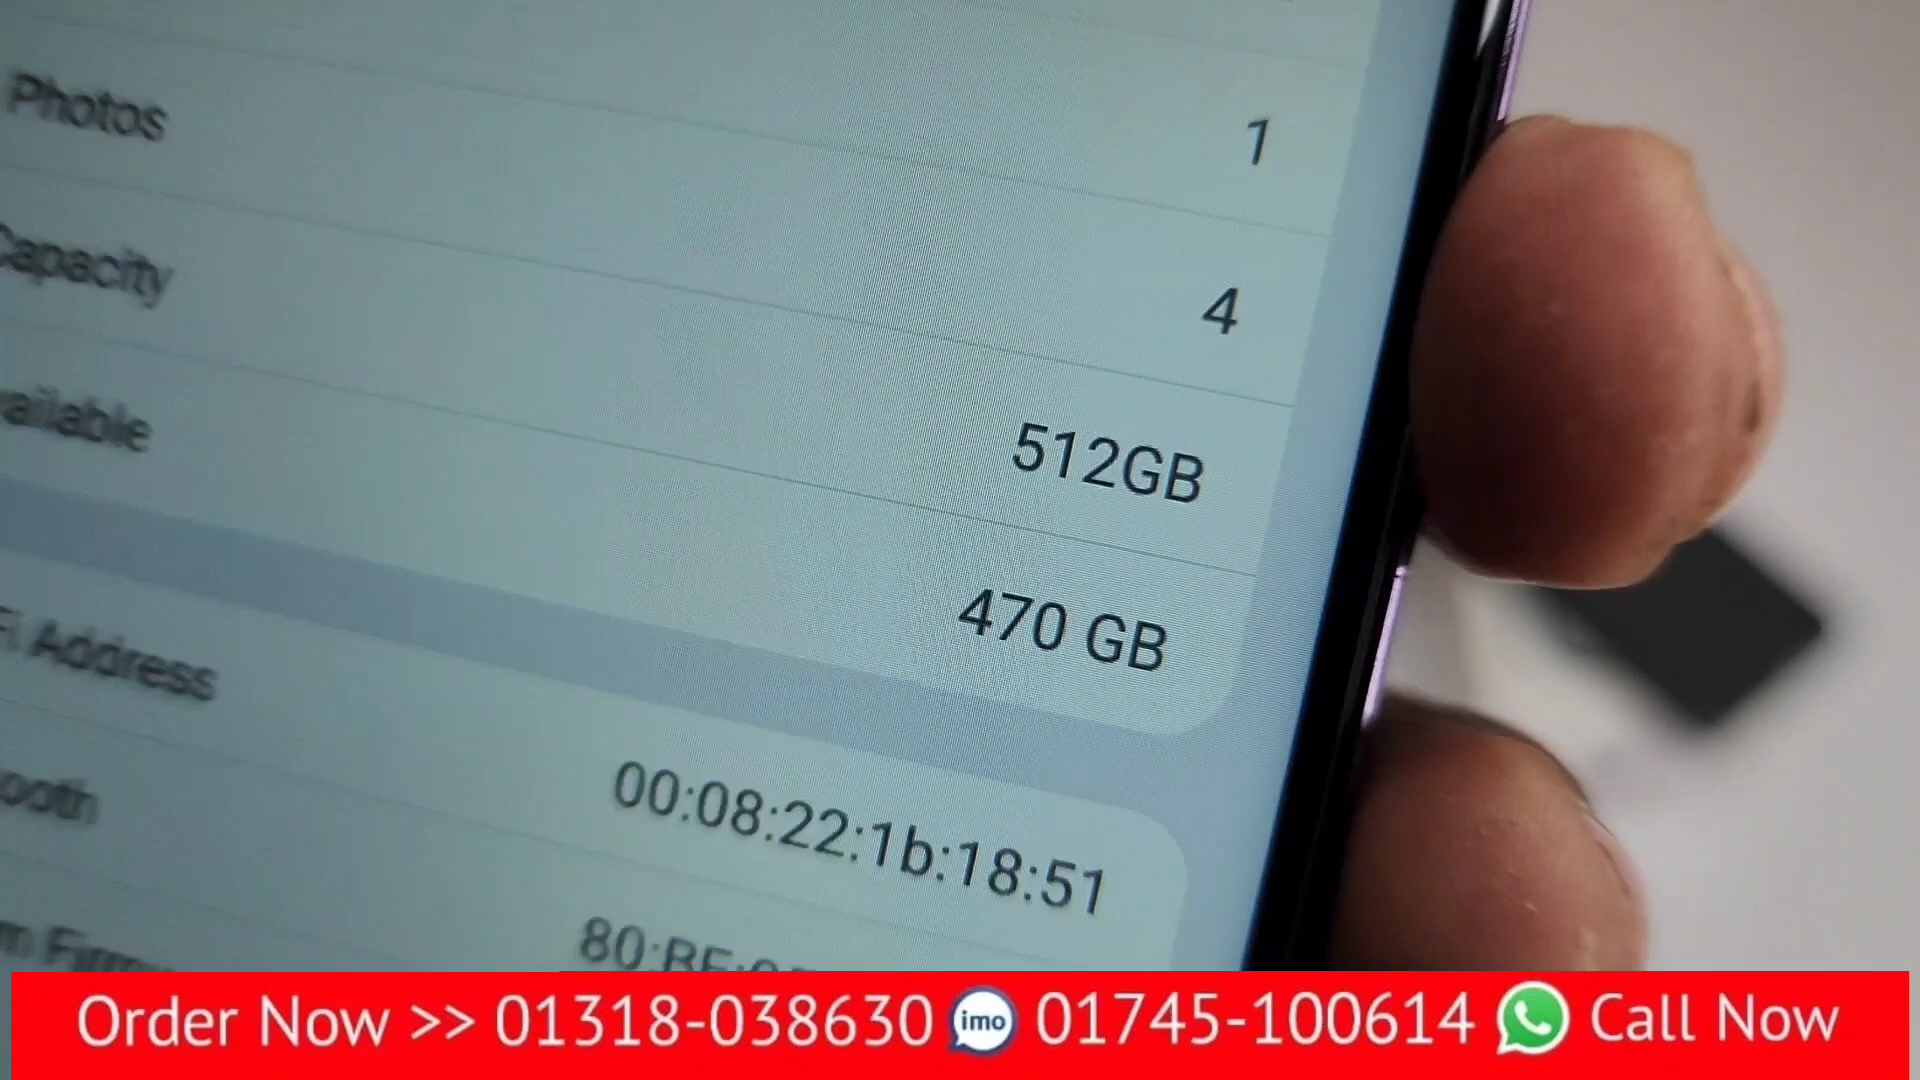 1
Photos
4
Capacity
512GB
470 GB
Address
00:08:22:1b:18:51
Order Now >> 01318-038630 imo 01745-100614 Call Now